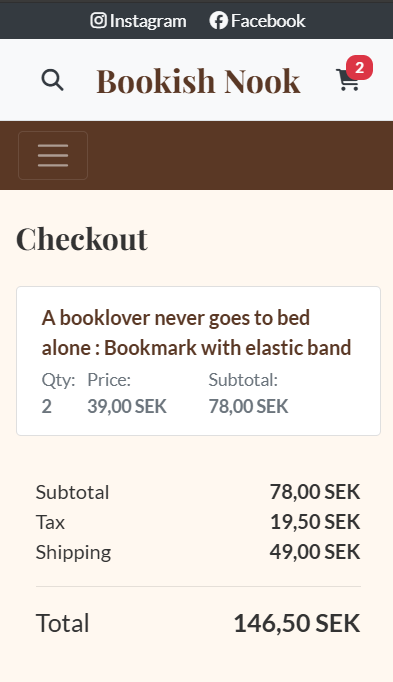 Instagram Facebook
Bookish Nook 2
Checkout
A booklover never goes to bed
alone : Bookmark with elastic band
Qty: Price: Subtotal:
2 39,00 SEK 78,00 SEK
Subtotal 78,00 SEK
Tax 19,50 SEK
Shipping 49,00 SEK
Total 146,50 SEK